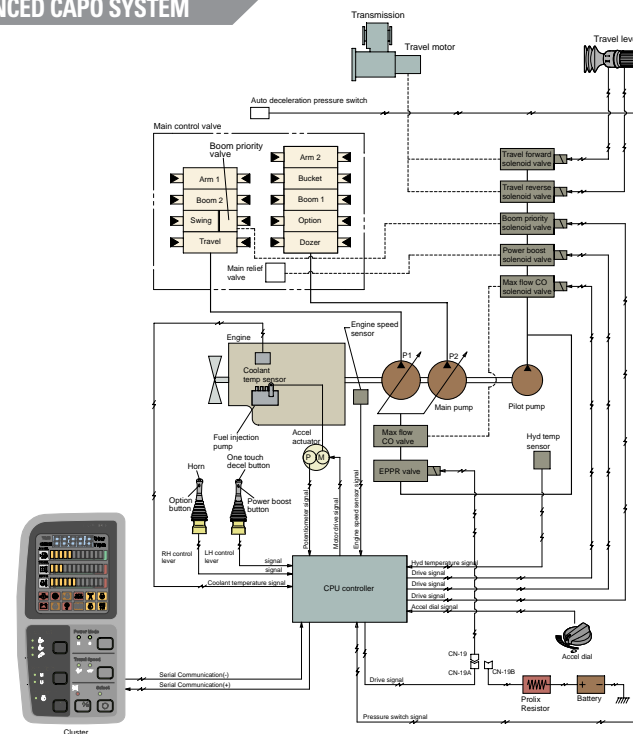 NCED CAPO SYSTEM
Transmission
Travel motor
Travel leve
Auto deceleration pressure switch
Main control valve
Boom priority
valve
Arm 1
Boom 2
Swing
Travel
Arm 2
Bucket
Boom 1
Option
Dozer
Main relief
valve
Travel forward
solenoid valve
Travel reverse
solenoid valve
Boom priority
solenoid valve
Power boost
solenoid valve
Max flow CO
solenoid valve
Engine speed
sensor
Engine
Coolant
temp sensor
Fuel injection
pump
Accel
actuator
P
M
P1
P2
Main pump
Pilot pump
Max flow
CO valve
EPPR valve
Hyd temp
sensor
Horn
Option
button
One touch
decel button
Power boost
button
RH control
lever
LH control
lever
Potentiometer signal
Motor drive signal
Engine speed sensor signal
signal
signal
Coolant temperature signal
CPU controller
Hyd temperature signal
Drive signal
Drive signal
Drive signal
Accel dial signal
Accel dial
Serial Communication(-)
Serial Communication(+)
Drive signal
CN-19
CN-19A
CN-19B
Prolix
Resistor
Battery
Pressure switch signal
Power Mode
Travel Speed
Select
Cluster